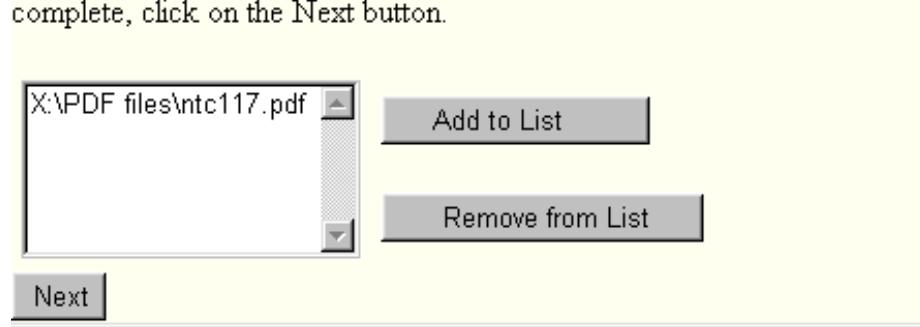 complete, click on the Next button.
X:\PDF files\ntc117.pdf
Add to List
Remove from List
Next